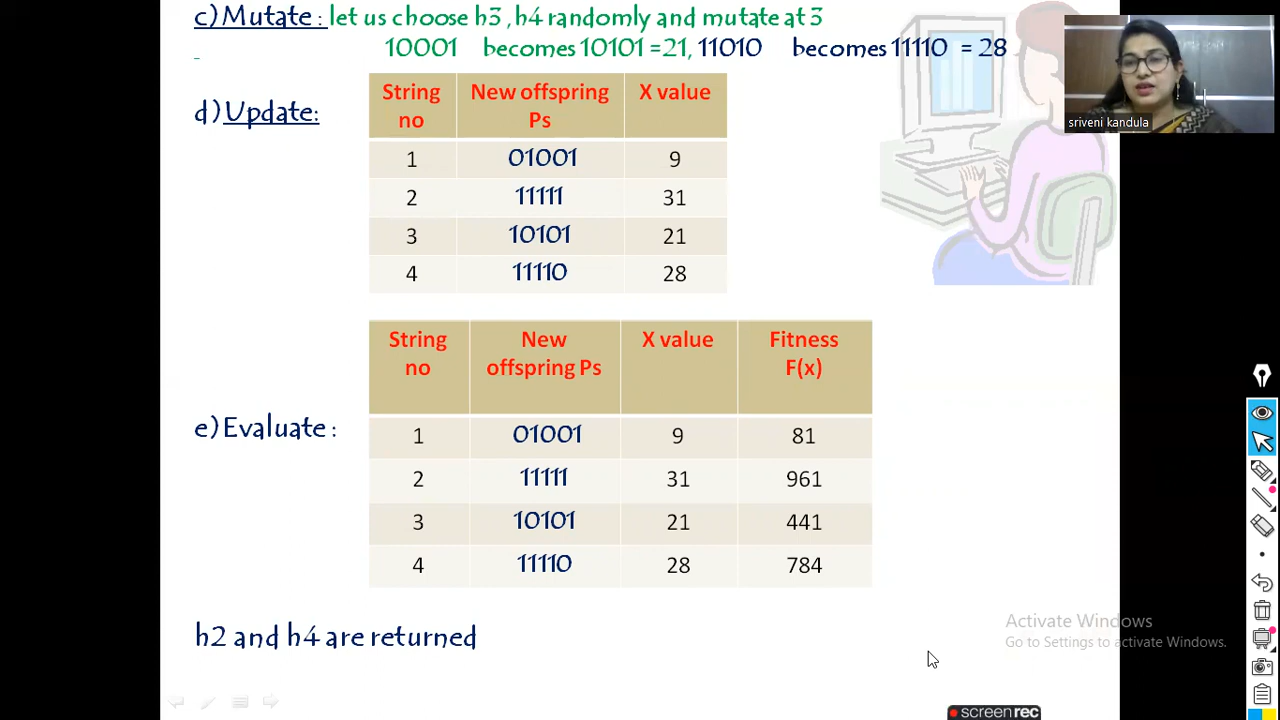 c)Mutate : let us choose h3 ,h4 randomly and mutate at 3
10001 becomes 10101 =21, 11010 becomes 11110 = 28
sriveni kandula
d)Update:
String no New offspring Ps X value
1 01001 9
2 11111 31
3 10101 21
4 11110 28
e)Evaluate :
String no New offspring Ps X value Fitness F(x)
1 01001 9 81
2 11111 31 961
3 10101 21 441
4 11110 28 784
h2 and h4 are returned
Activate Windows
Go to Settings to activate Windows.
screenrec